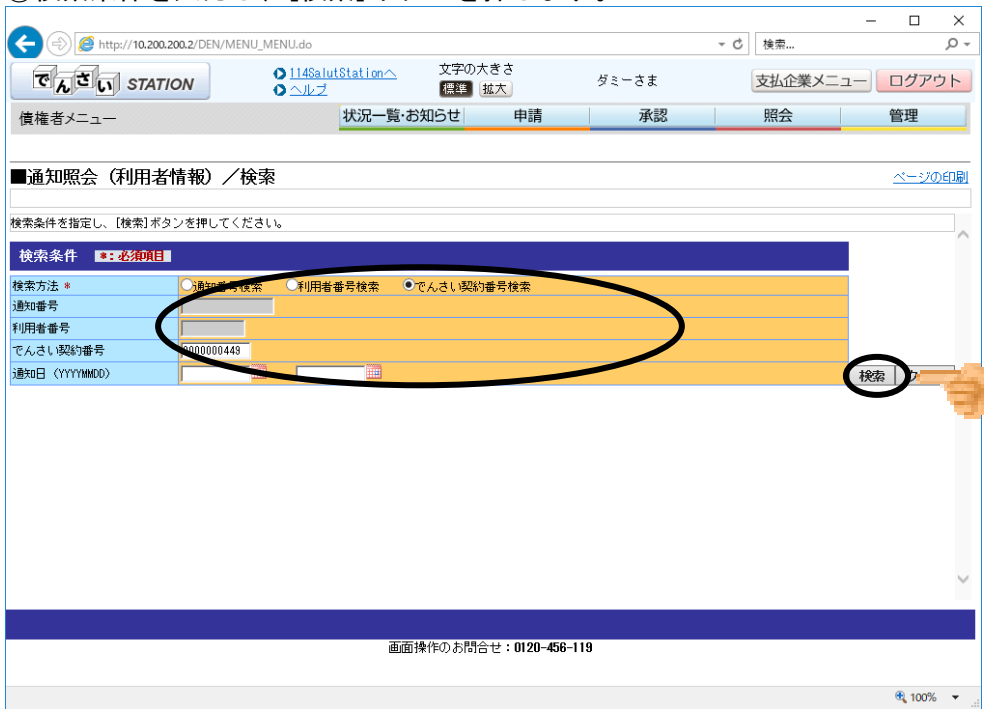 http://10.200.200.2/DEN/MENU_MENU.do
検索...
でんさい STATION
114SalutStationへ
ヘルプ
文字の大きさ
標準 拡大
ダミーさま
支払企業メニュー
ログアウト
債権者メニュー
状況一覧・お知らせ 申請 承認 照会 管理
■通知照会(利用者情報)/検索
ページの印刷
検索条件を指定し、[検索]ボタンを押してください。
検索条件 *:必須項目
検索方法 * 通知番号検索 利用者番号検索 でんさい契約番号検索
通知番号
利用者番号
でんさい契約番号 0000000449
通知日 (YYYYMMDD)
検索
画面操作のお問合せ:0120-456-119
100%